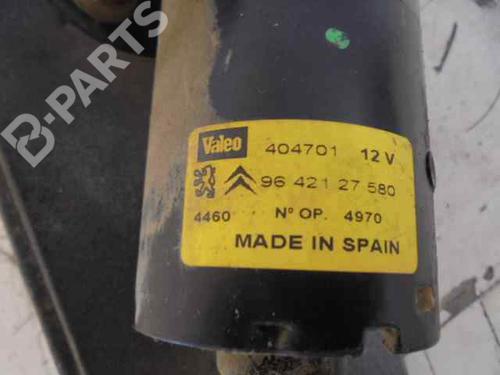 B-PARTS
Valeo 404701 12 V
96 421 27 580
4460 Nº OP. 4970
MADE IN SPAIN